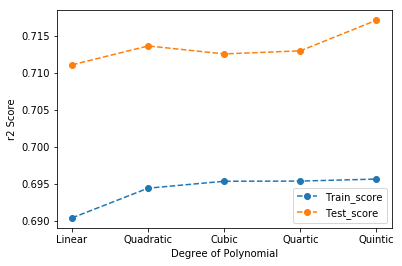 0.715
0.710
0.705
0.700
0.695
0.690
r2 Score
Linear
Quadratic
Cubic
Quartic
Quintic
Degree of Polynomial
Train_score
Test_score